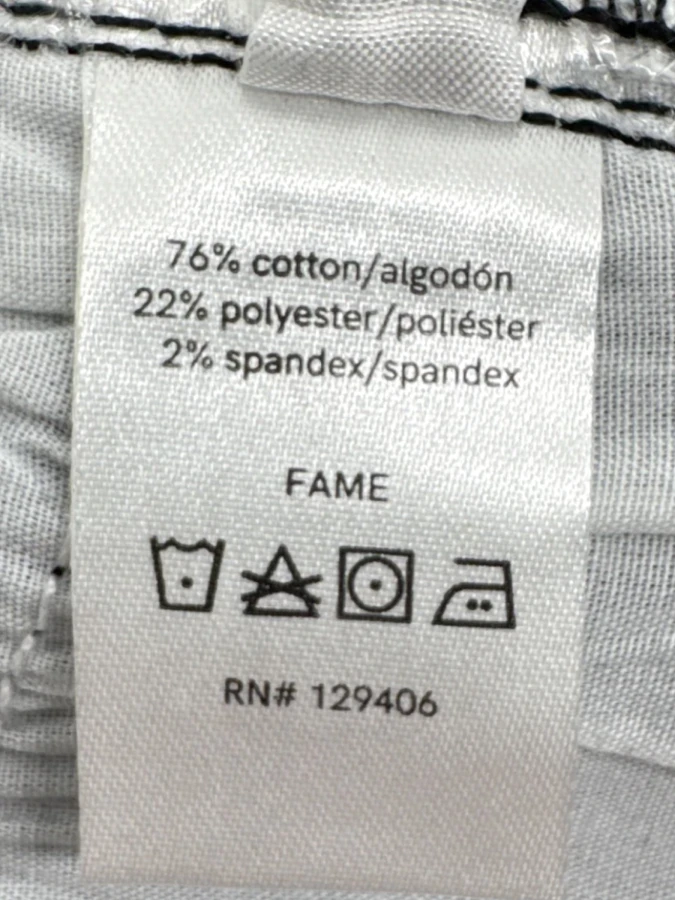 76% cotton/algodón
22% polyester/poliéster
2% spandex/spandex
FAME
RN# 129406